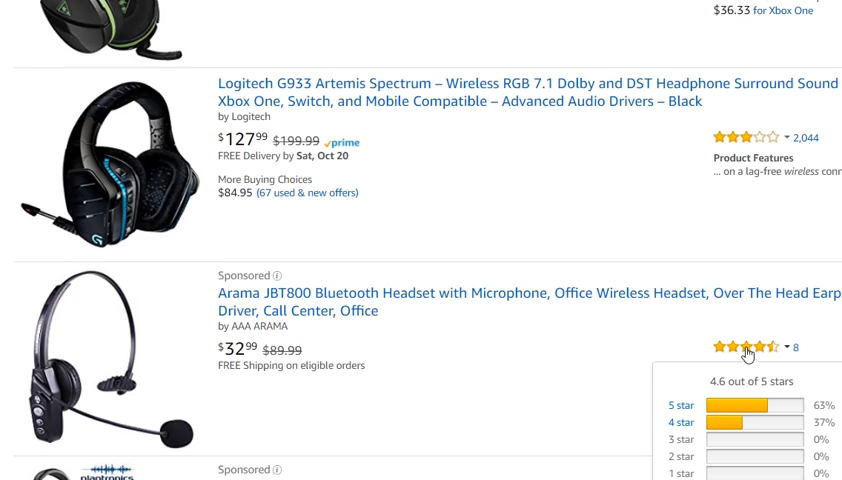 $36.33 for Xbox One
Logitech G933 Artemis Spectrum – Wireless RGB 7.1 Dolby and DST Headphone Surround Sound
Xbox One, Switch, and Mobile Compatible – Advanced Audio Drivers – Black
by Logitech
$127.99 $199.99 prime
2,044
FREE Delivery by Sat, Oct 20
Product Features
... on a lag-free wireless conn
More Buying Choices
$84.95 (67 used & new offers)
Sponsored
Arama JBT800 Bluetooth Headset with Microphone, Office Wireless Headset, Over The Head Earp
Driver, Call Center, Office
by AAA ARAMA
$32.99 $89.99
8
FREE Shipping on eligible orders
4.6 out of 5 stars
5 star 63%
4 star 37%
3 star 0%
2 star 0%
1 star 0%
Sponsored
plantronics